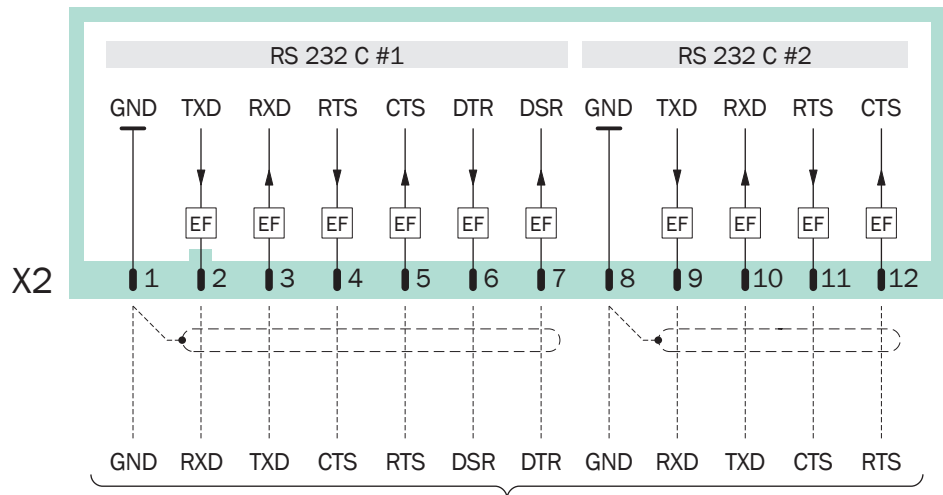 RS 232 C #1 RS 232 C #2
GND TXD RXD RTS CTS DTR DSR GND TXD RXD RTS CTS
EF EF EF EF EF EF EF EF EF EF
X2 1 2 3 4 5 6 7 8 9 10 11 12
GND RXD TXD CTS RTS DSR DTR GND RXD TXD CTS RTS